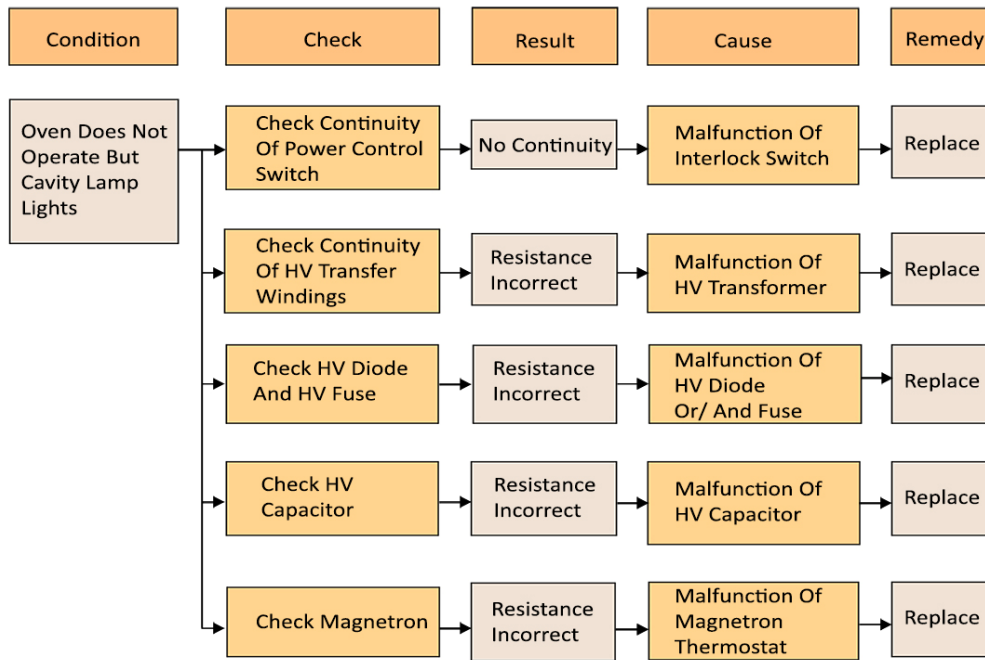 Condition
Check
Result
Cause
Remedy
Oven Does Not
Operate But
Cavity Lamp
Lights
Check Continuity
Of Power Control
Switch
No Continuity
Malfunction Of
Interlock Switch
Replace
Check Continuity
Of HV Transfer
Windings
Resistance
Incorrect
Malfunction Of
HV Transformer
Replace
Check HV Diode
And HV Fuse
Resistance
Incorrect
Malfunction Of
HV Diode
Or/ And Fuse
Replace
Check HV
Capacitor
Resistance
Incorrect
Malfunction Of
HV Capacitor
Replace
Check Magnetron
Resistance
Incorrect
Malfunction Of
Magnetron
Thermostat
Replace